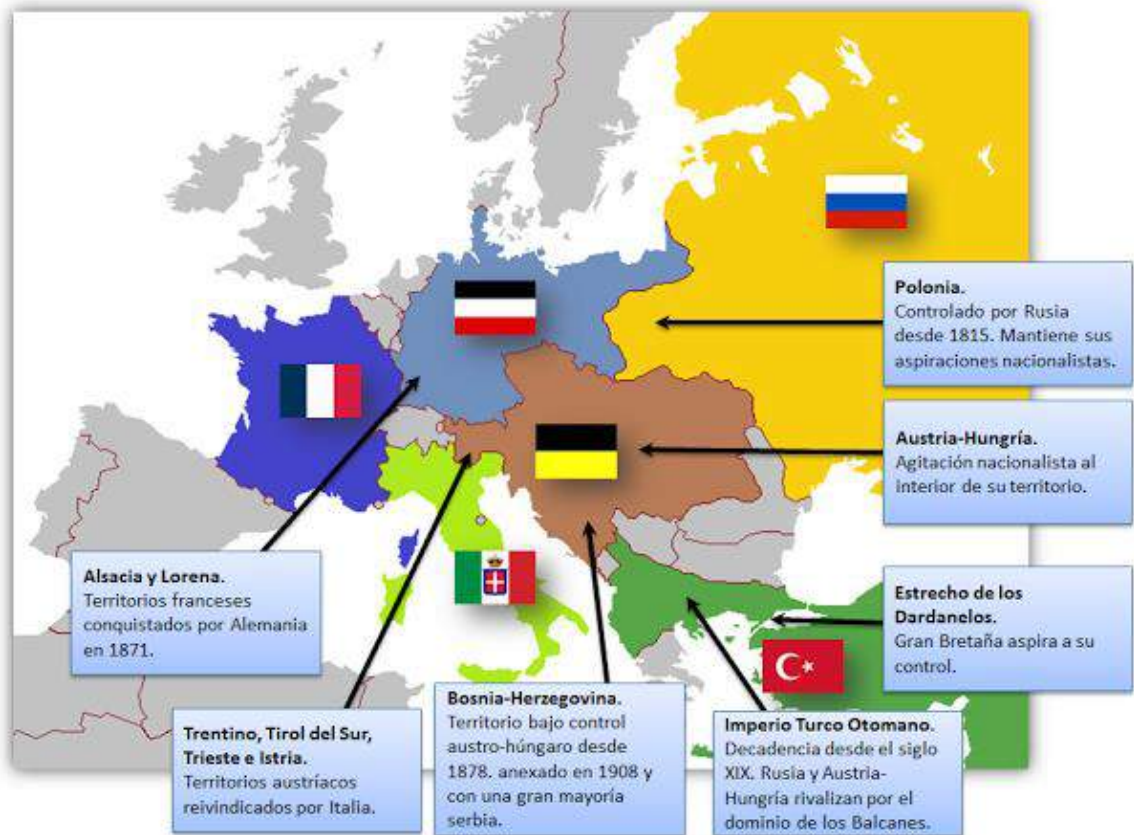 Polonia.
Controlado por Rusia
desde 1815. Mantiene sus
aspiraciones nacionalistas.
Austria-Hungría.
Agitación nacionalista al
interior de su territorio.
Alsacia y Lorena.
Territorios franceses
conquistados por Alemania
en 1871.
Estrecho de los
Dardanelos.
Gran Bretaña aspira a su
control.
Trentino, Tirol del Sur,
Trieste e Istria.
Territorios austríacos
reivindicados por Italia.
Bosnia-Herzegovina.
Territorio bajo control
austro-húngaro desde
1878. anexado en 1908 y
con una gran mayoría
serbia.
Imperio Turco Otomano.
Decadencia desde el siglo
XIX. Rusia y Austria-
Hungría rivalizan por el
dominio de los Balcanes.